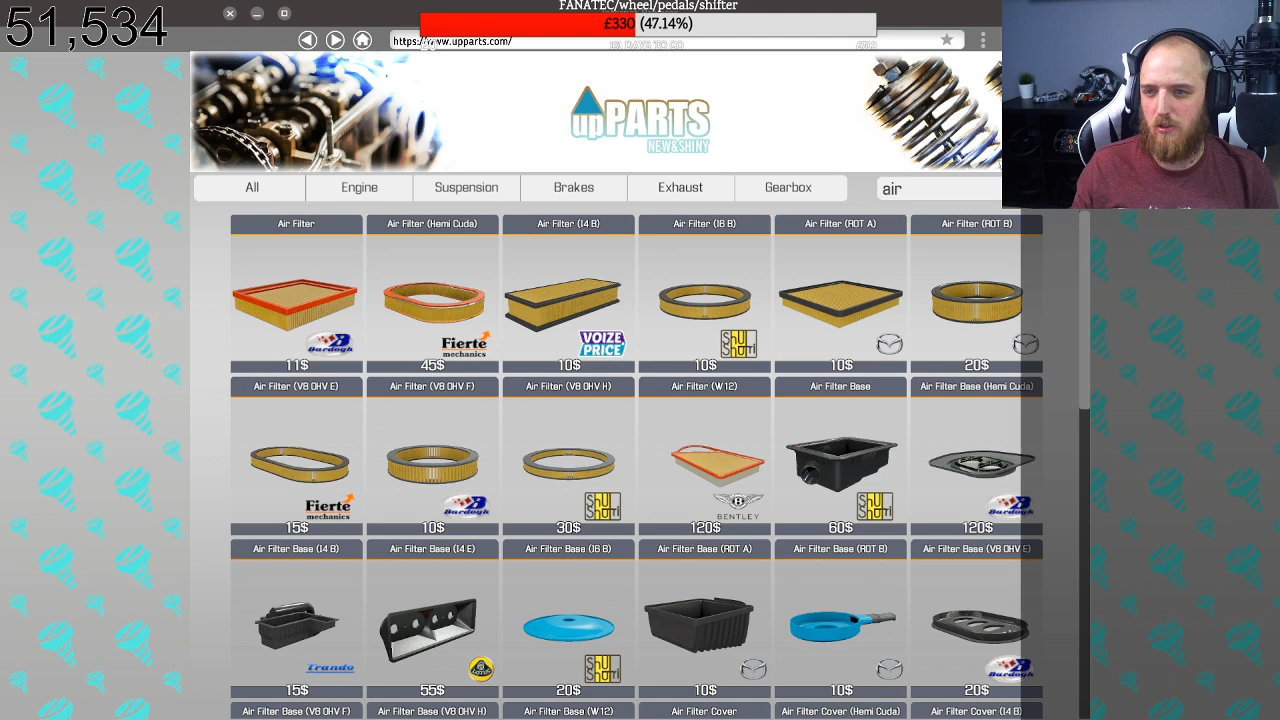 51,534
FANATEC/wheel/pedals/shifter
£330 (47.14%)
https://www.upparts.com/
upPARTS
NEW&SHINY
All Engine Suspension Brakes Exhaust Gearbox air
Air Filter Air Filter (Hemi Cuda) Air Filter (I4 B) Air Filter (I6 B) Air Filter (ROT A) Air Filter (ROT B)
Bardogh Fierte mechanics VOIZE PRICE ShutShuti
11$ 45$ 10$ 10$ 10$ 20$
Air Filter (V8 OHV E) Air Filter (V8 OHV F) Air Filter (V8 OHV H) Air Filter (W12) Air Filter Base Air Filter Base (Hemi Cuda)
Fierte mechanics Bardogh ShutShuti BENTLEY ShutShuti Bardogh
15$ 10$ 30$ 120$ 60$ 120$
Air Filter Base (I4 B) Air Filter Base (I4 E) Air Filter Base (I6 B) Air Filter Base (ROT A) Air Filter Base (ROT B) Air Filter Base (V8 OHV E)
Trando ShutShuti Bardogh
15$ 55$ 20$ 10$ 10$ 20$
Air Filter Base (V8 OHV F) Air Filter Base (V8 OHV H) Air Filter Base (W12) Air Filter Cover Air Filter Cover (Hemi Cuda) Air Filter Cover (I4 B)